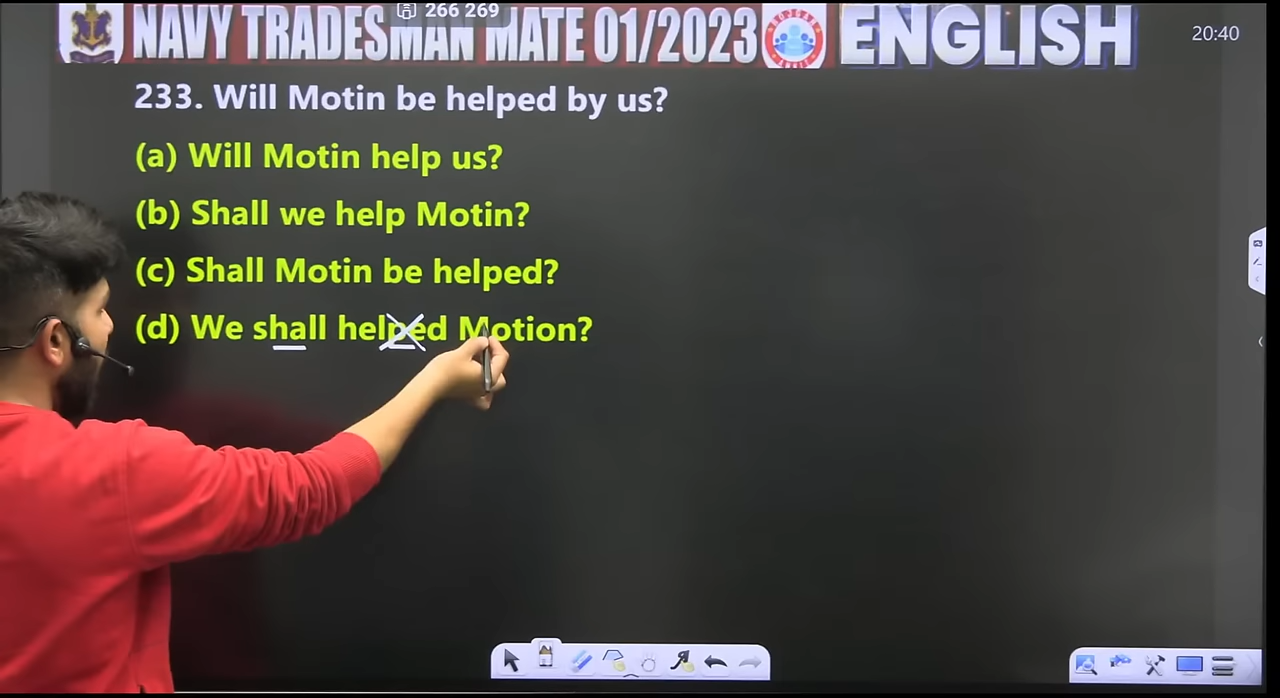 266 269
NAVY TRADESMAN MATE 01/2023 ENGLISH
20:40
233. Will Motin be helped by us?
(a) Will Motin help us?
(b) Shall we help Motin?
(c) Shall Motin be helped?
(d) We shall helped Motion?